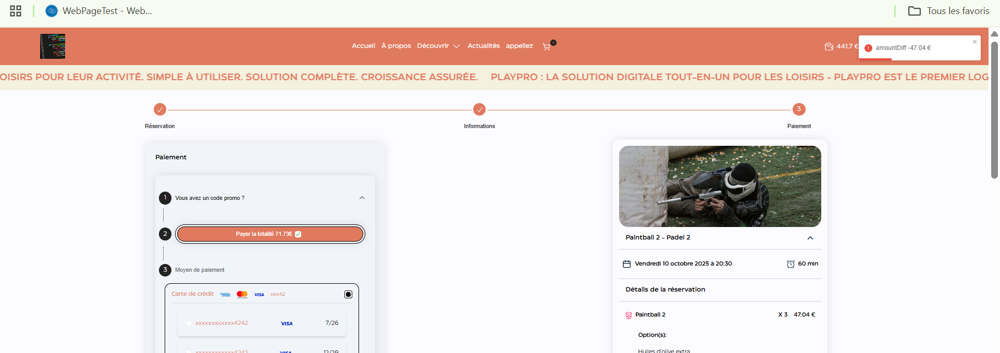 WebPageTest - Web...
Tous les favoris
Accueil À propos Découvrir Actualités appellez 1
441.7 €
amountDiff -47.04 €
OISIRS POUR LEUR ACTIVITÉ. SIMPLE À UTILISER. SOLUTION COMPLÈTE. CROISSANCE ASSURÉE. PLAYPRO : LA SOLUTION DIGITALE TOUT-EN-UN POUR LES LOISIRS - PLAYPRO EST LE PREMIER LOG
3
Réservation Informations Paiement
Paiement
1 Vous avez un code promo ?
2 Payer la totalité 71.73€
3 Moyen de paiement
Carte de crédit VISA xxx42
xxxxxxxxxxxx4242 VISA 7/26
xxxxxxxxxxxx4242 VISA 12/29
Paintball 2 - Padel 2
Vendredi 10 octobre 2025 à 20:30 60 min
Détails de la réservation
Paintball 2 X 3 47.04 €
Option(s):
Huiles d'olive extra